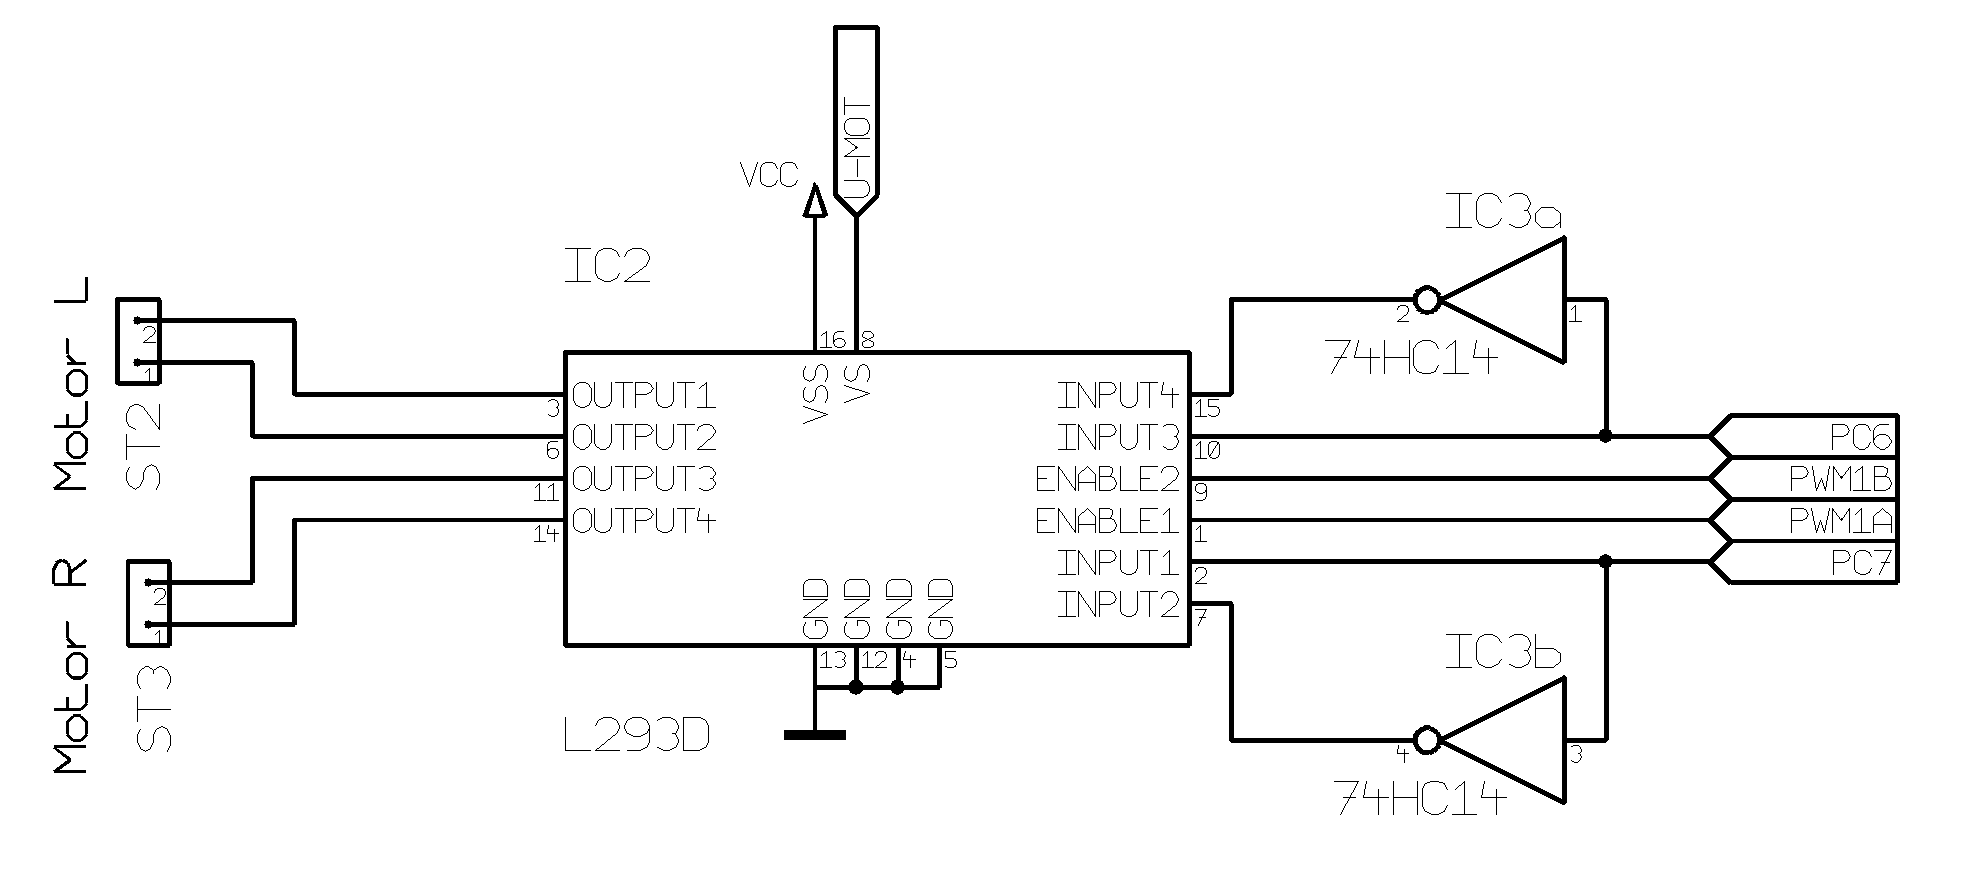 U-MOT
VCC
IC2
IC3a
2
1
74HC14
Motor L
2
1
ST2
16
8
VSS
VS
3
OUTPUT1
6
OUTPUT2
11
OUTPUT3
14
OUTPUT4
INPUT4
15
INPUT3
10
ENABLE2
9
ENABLE1
1
INPUT1
2
INPUT2
7
PC6
PWM1B
PWM1A
PC7
Motor R
2
1
ST3
GND
GND
GND
GND
13
12
4
5
L293D
IC3b
4
3
74HC14